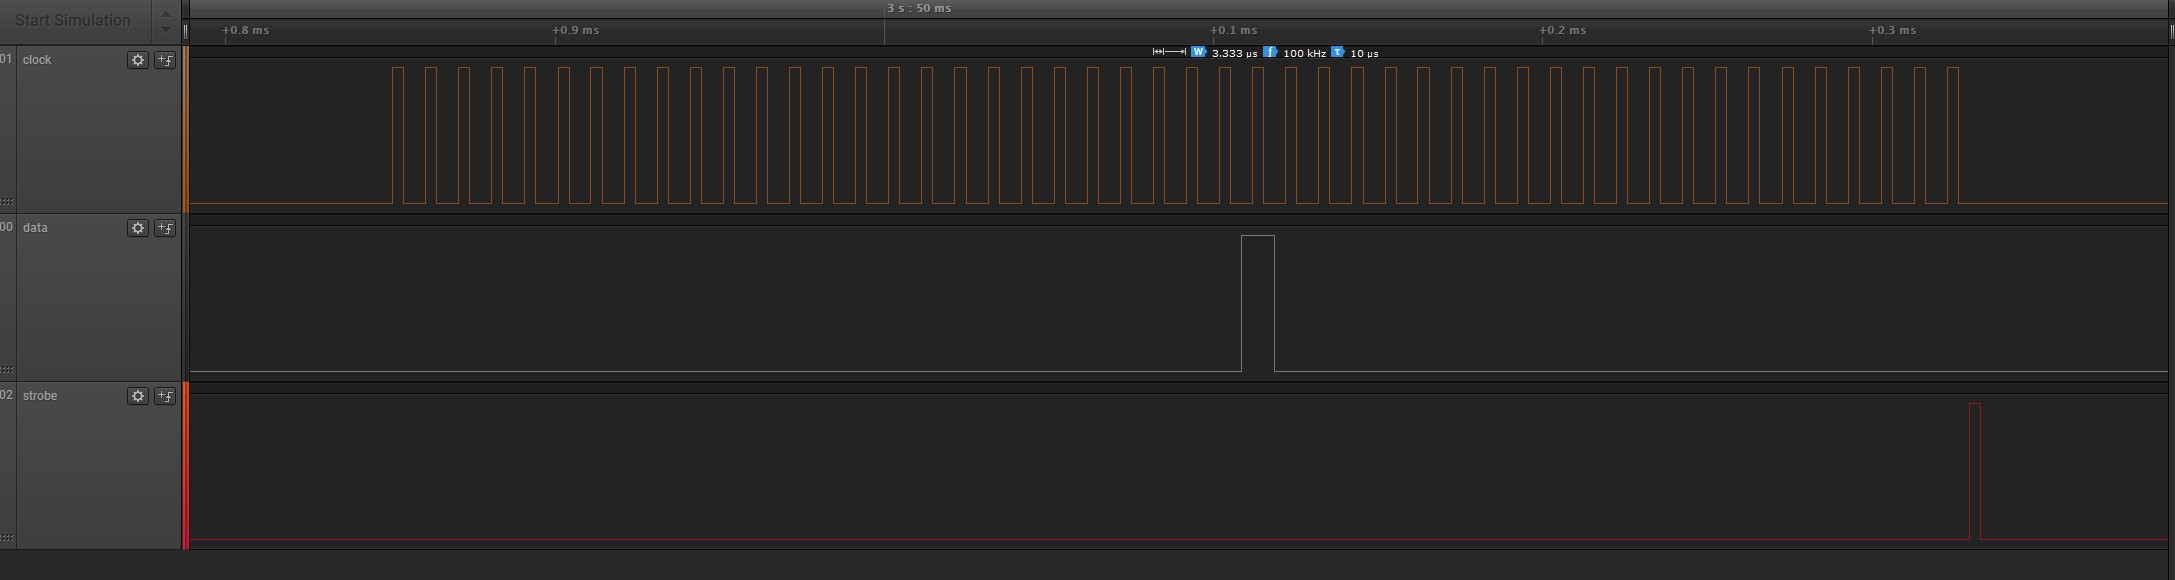 Start Simulation
3 s : 50 ms
+0.8 ms +0.9 ms +0.1 ms +0.2 ms +0.3 ms
W 3.333 µs f 100 kHz T 10 µs
01 clock
00 data
02 strobe